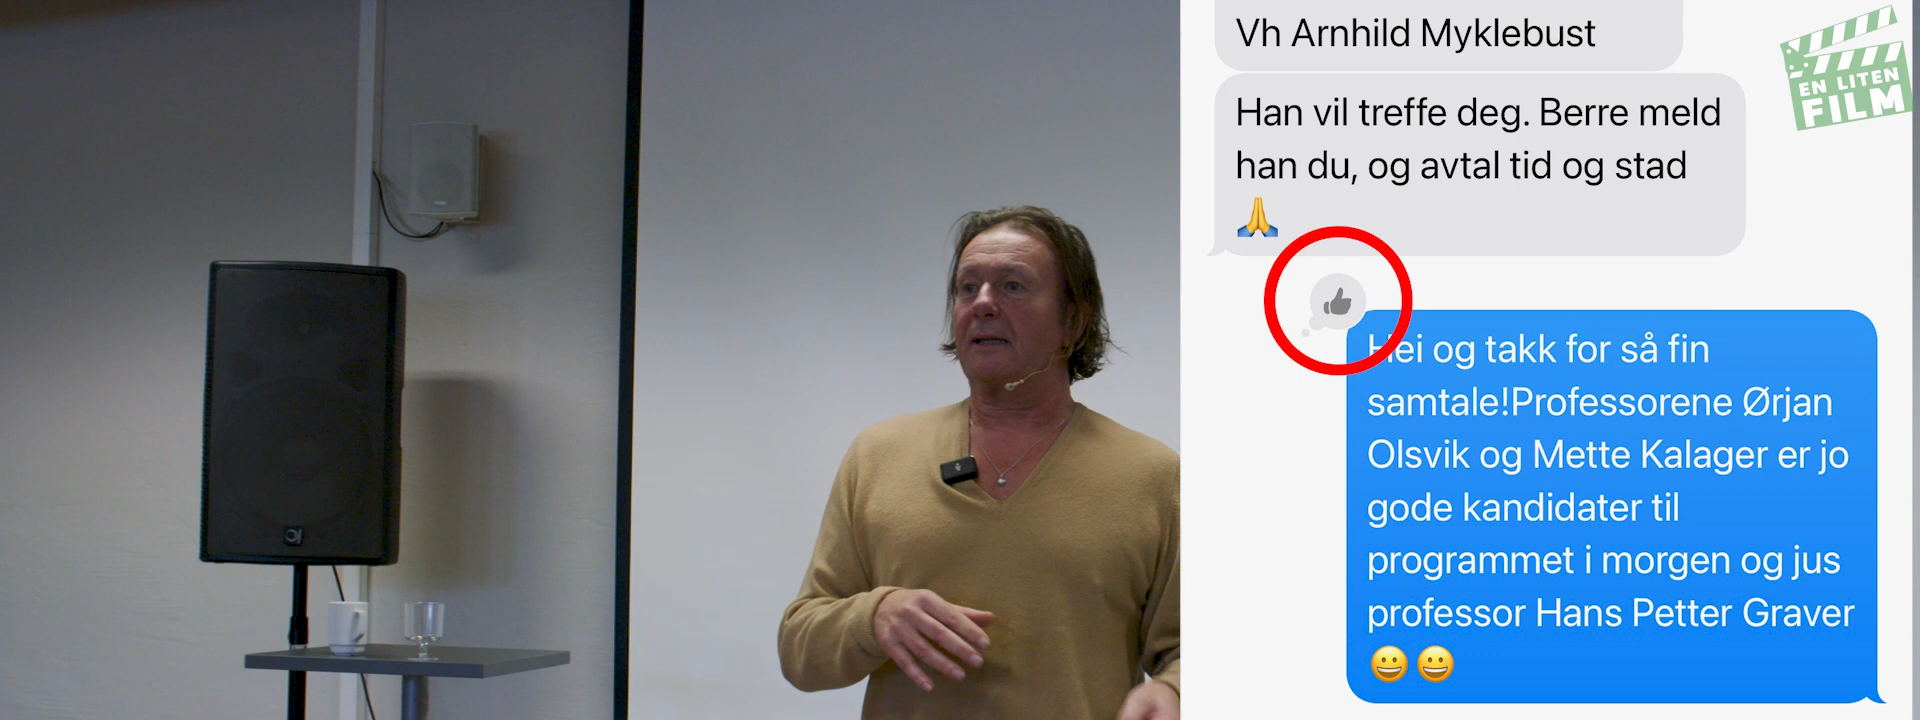 Vh Arnhild Myklebust
Han vil treffe deg. Berre meld
han du, og avtal tid og stad
🙏
Hei og takk for så fin
samtale!Professorene Ørjan
Olsvik og Mette Kalager er jo
gode kandidater til
programmet i morgen og jus
professor Hans Petter Graver
😀😀
EN LITEN
FILM